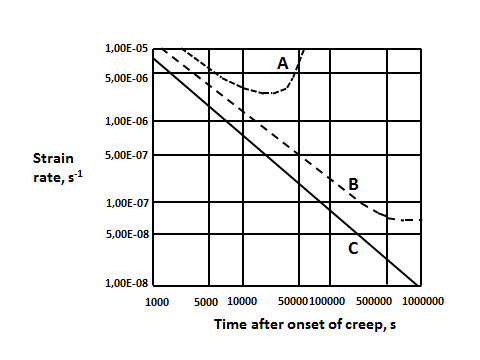 1,00E-05
A
5,00E-06
1,00E-06
Strain
rate, s-1
5,00E-07
B
1,00E-07
5,00E-08
C
1,00E-08
1000 5000 10000 50000 100000 500000 1000000
Time after onset of creep, s